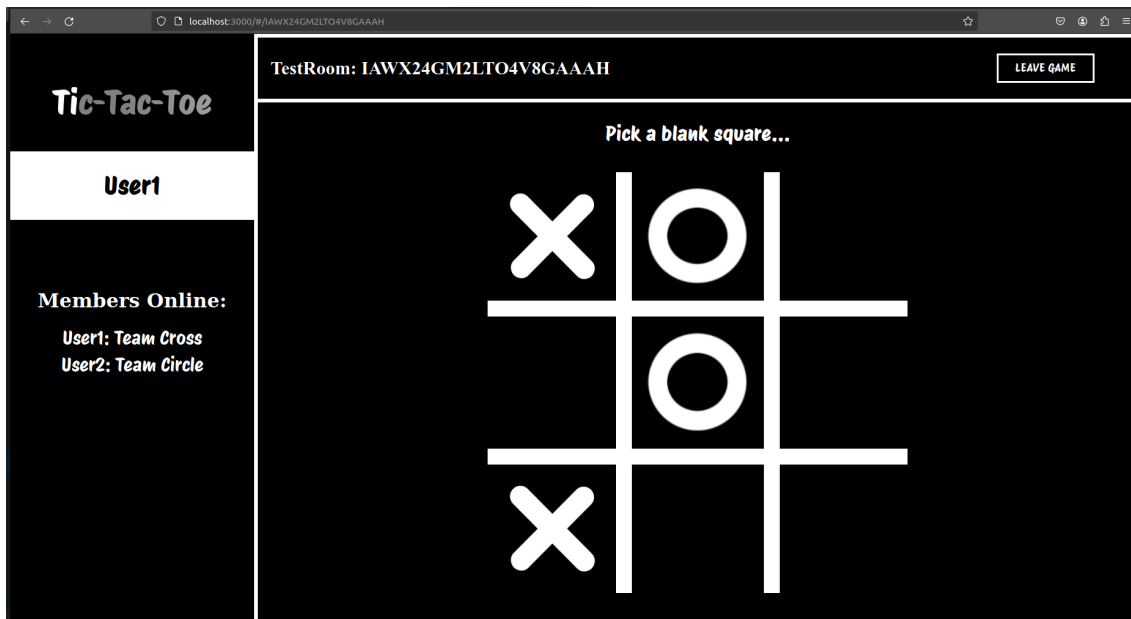 localhost:3000/#/IAWX24GM2LTO4V8GAAAH
Tic-Tac-Toe
User1
Members Online:
User1: Team Cross
User2: Team Circle
TestRoom: IAWX24GM2LTO4V8GAAAH
LEAVE GAME
Pick a blank square...